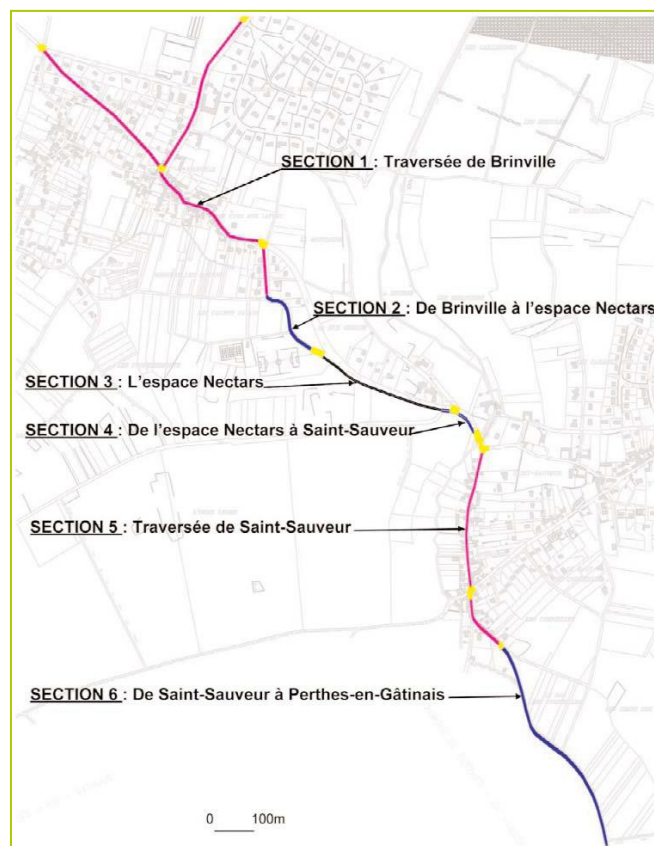 SECTION 1 : Traversée de Brinville
SECTION 2 : De Brinville à l'espace Nectars
SECTION 3 : L'espace Nectars
SECTION 4 : De l'espace Nectars à Saint-Sauveur
SECTION 5 : Traversée de Saint-Sauveur
SECTION 6 : De Saint-Sauveur à Perthes-en-Gâtinais
0 100m